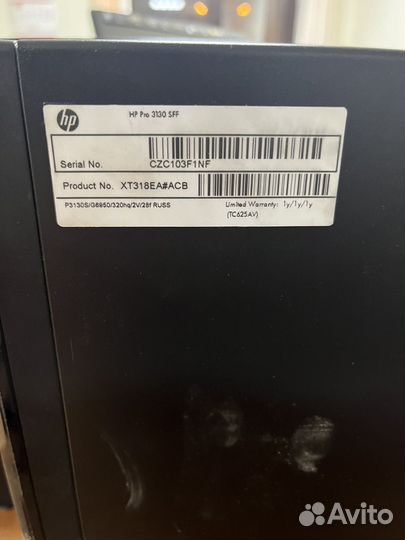 hp
HP Pro 3130 SFF
Serial No. CZC103F1NF
Product No. XT318EA#ACB
P3130S/G6950/320hq/2V/28f RUSS
Limited Warranty: 1y/1y/1y
(TC625AV)
Avito